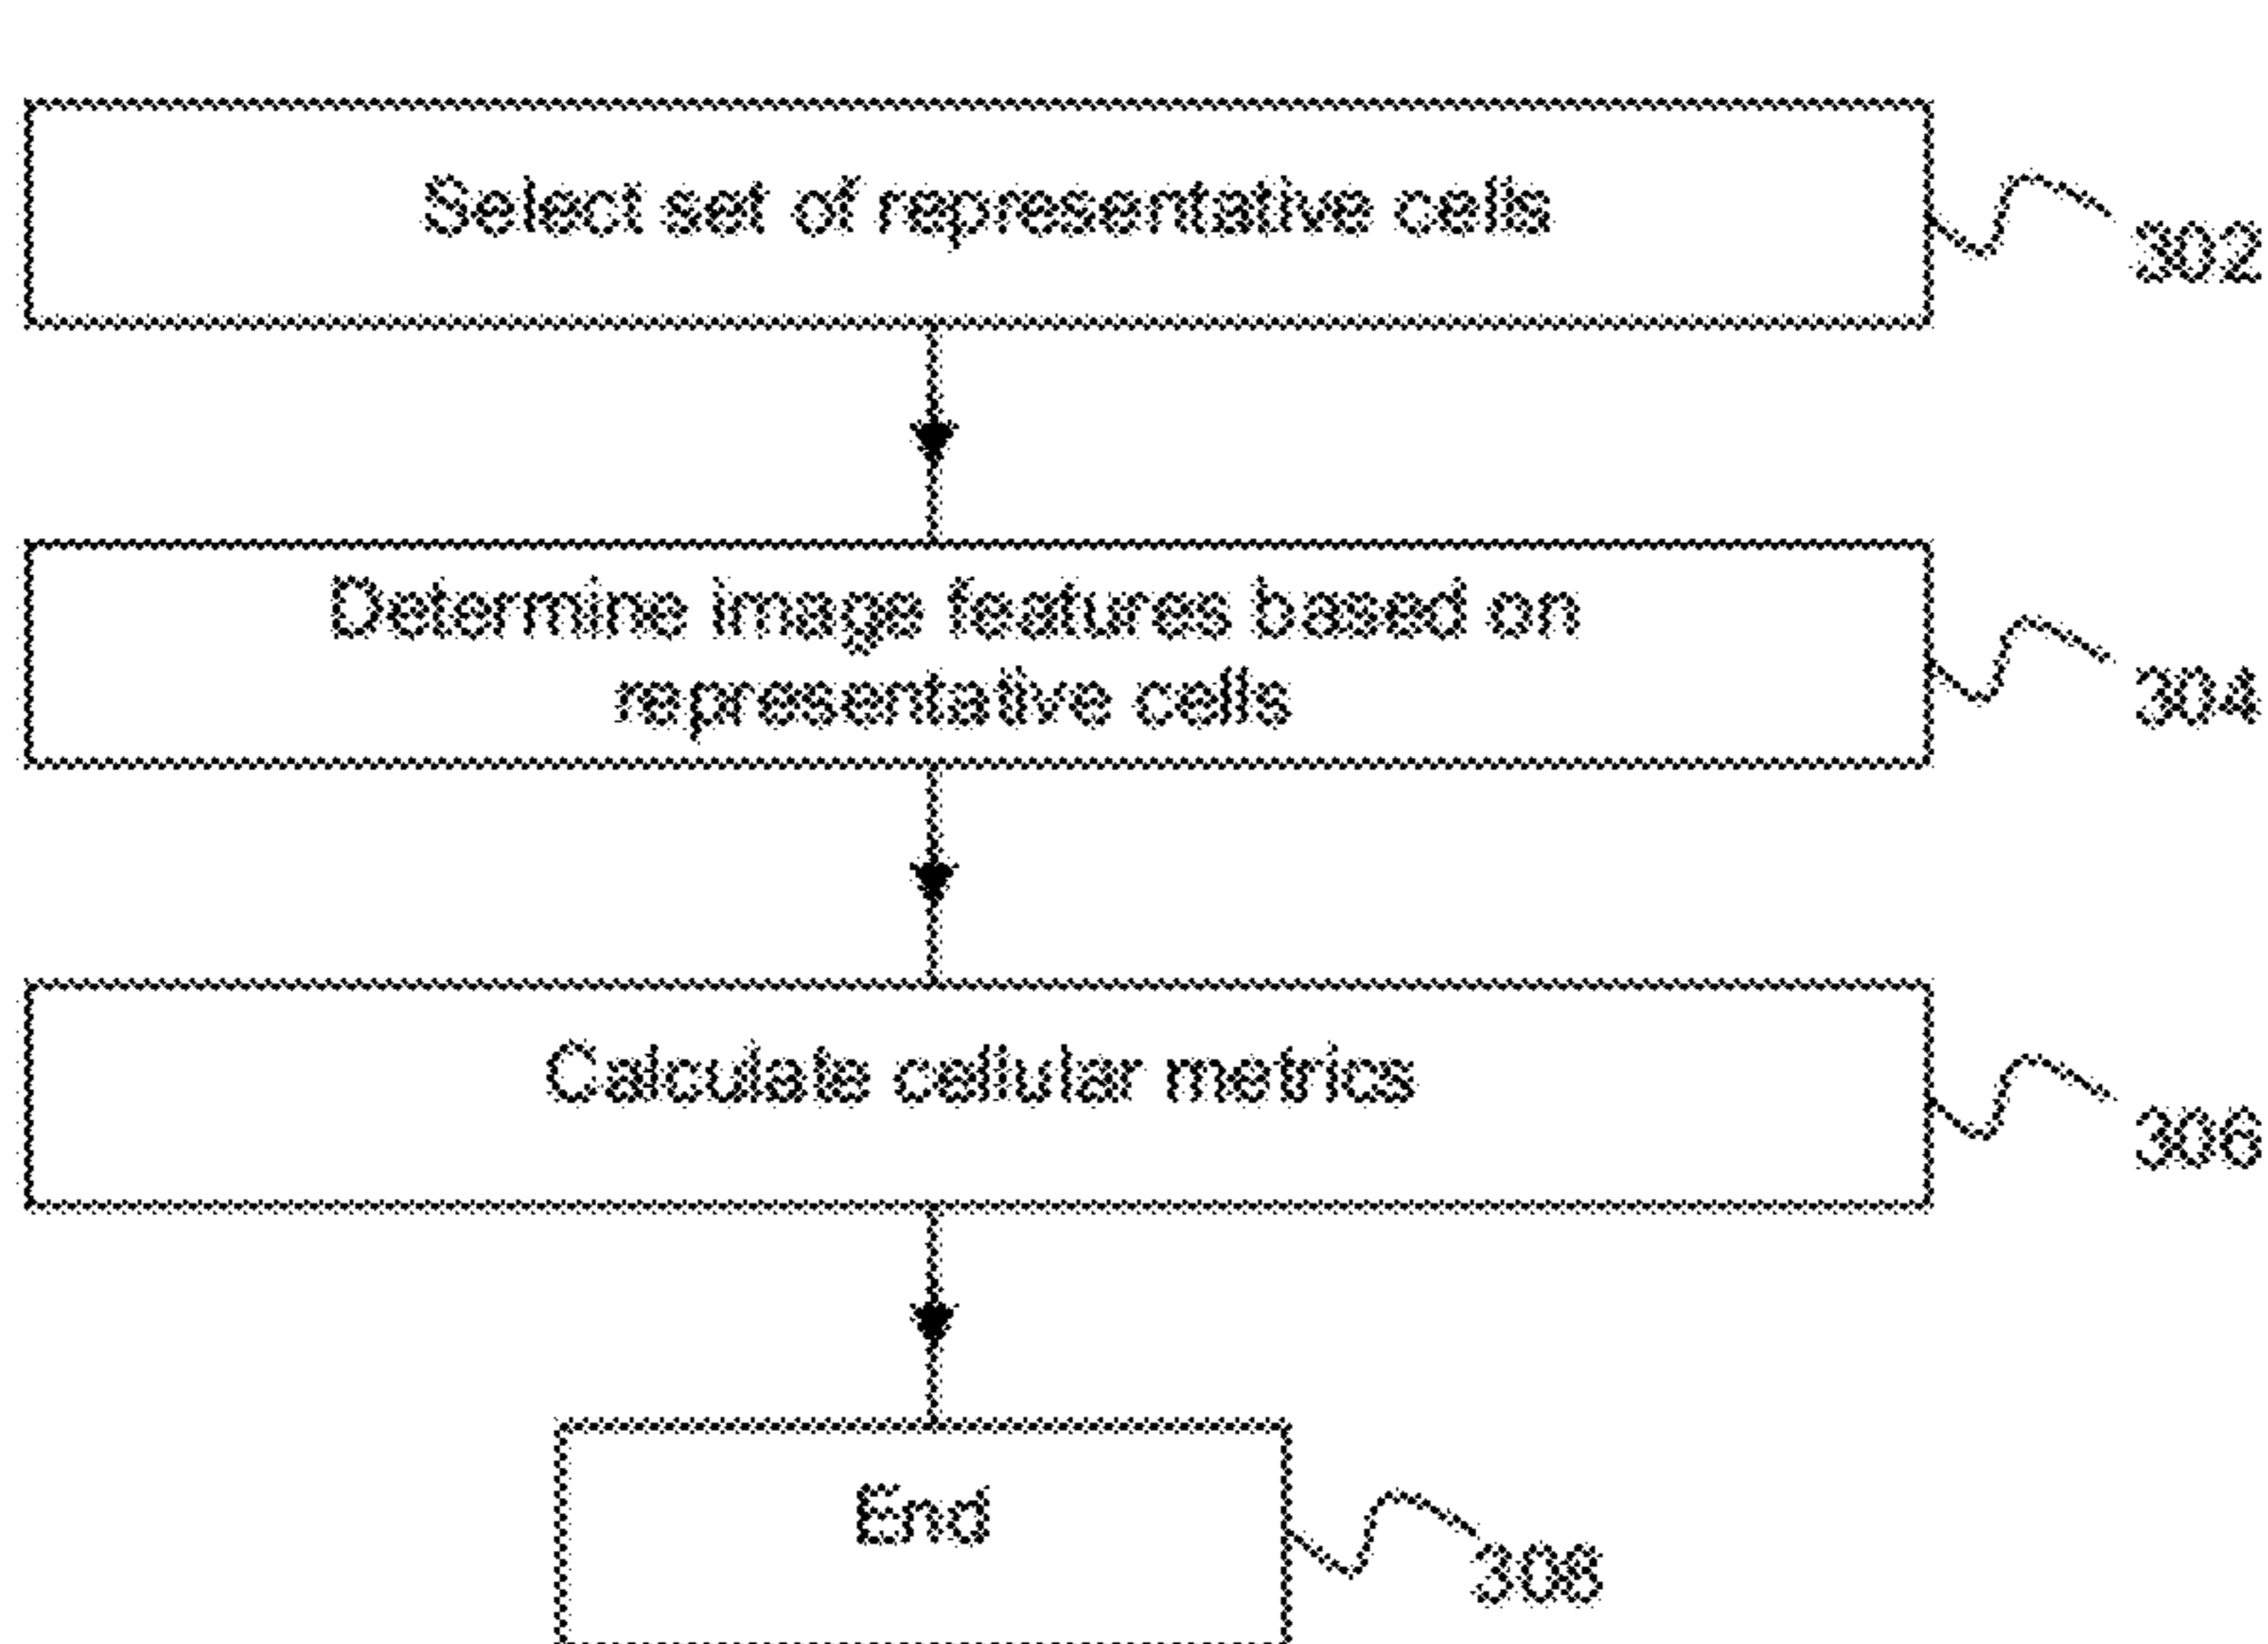 Select set of representative cells
302
Determine image features based on
representative cells
304
Calculate cellular metrics
306
End
308